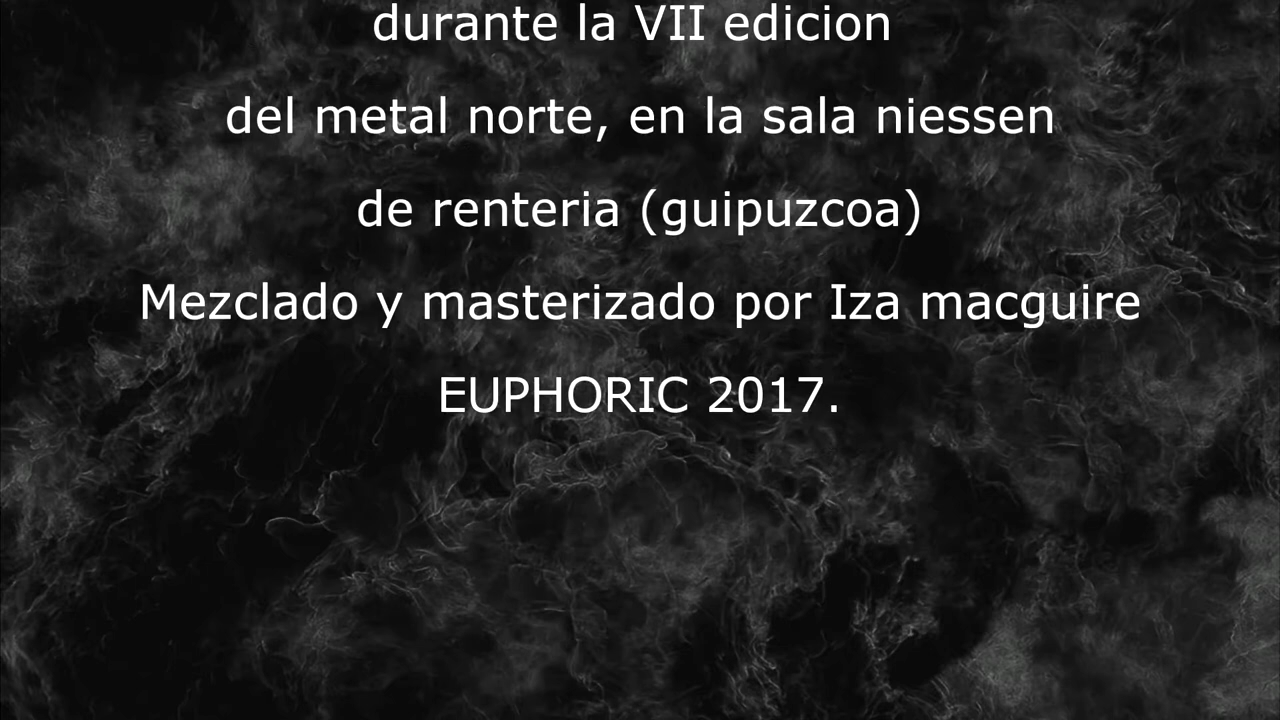 durante la VII edicion
del metal norte, en la sala niessen
de renteria (guipuzcoa)
Mezclado y masterizado por Iza macguire
EUPHORIC 2017.